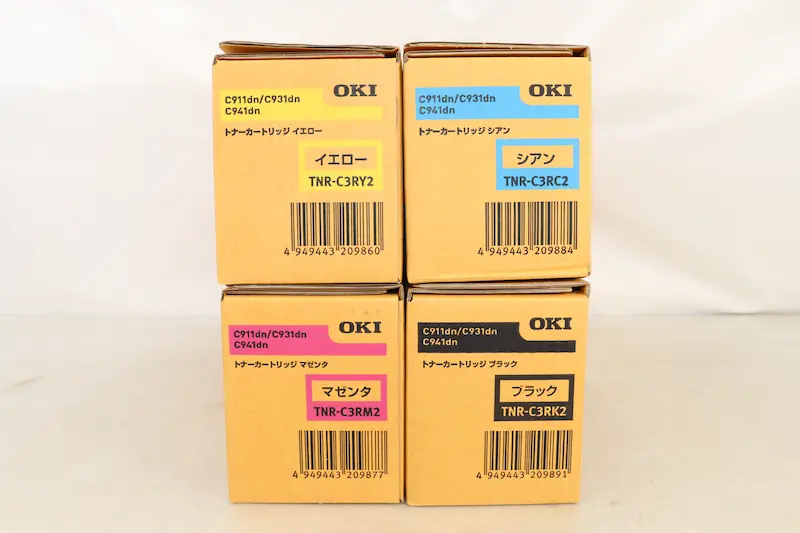 OKI
C911dn/C931dn
C941dn
トナーカートリッジ イエロー
イエロー
TNR-C3RY2
4 949443 209860
OKI
C911dn/C931dn
C941dn
トナーカートリッジ シアン
シアン
TNR-C3RC2
4 949443 209884
OKI
C911dn/C931dn
C941dn
トナーカートリッジ マゼンタ
マゼンタ
TNR-C3RM2
4 949443 209877
OKI
C911dn/C931dn
C941dn
トナーカートリッジ ブラック
ブラック
TNR-C3RK2
4 949443 209891